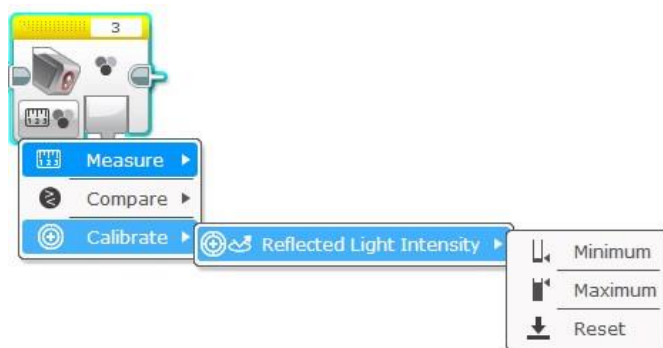 3
Measure
Compare
Calibrate
Reflected Light Intensity
Minimum
Maximum
Reset